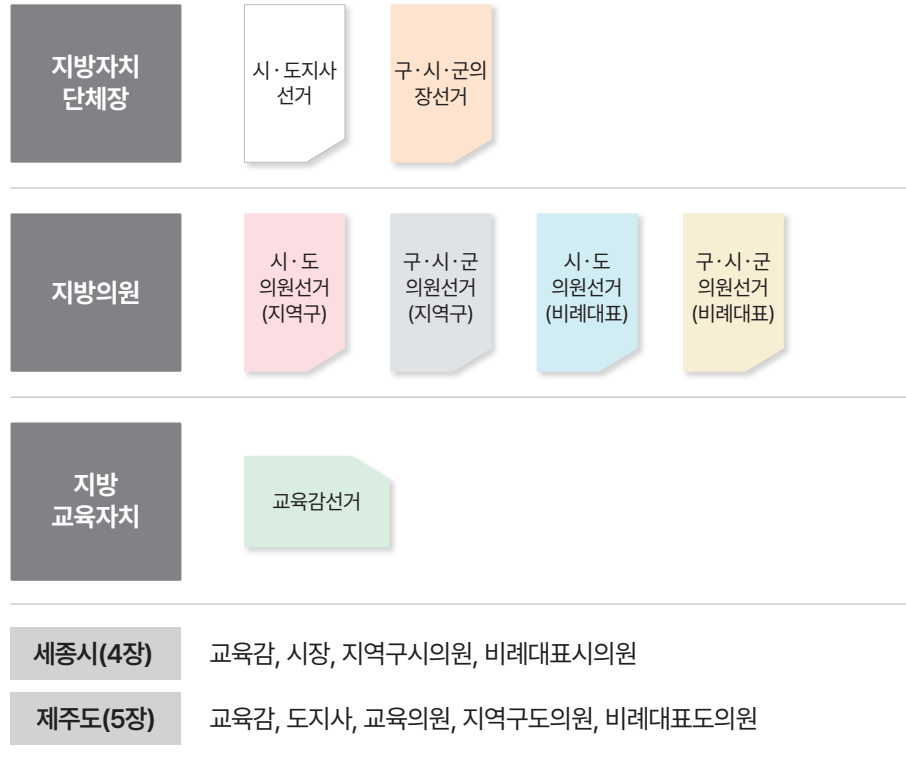 지방자치
단체장
시·도지사
선거
구·시·군의
장선거
지방의원
시·도
의원선거
(지역구)
구·시·군
의원선거
(지역구)
시·도
의원선거
(비례대표)
구·시·군
의원선거
(비례대표)
지방
교육자치
교육감선거
세종시(4장) 교육감, 시장, 지역구시의원, 비례대표시의원
제주도(5장) 교육감, 도지사, 교육의원, 지역구도의원, 비례대표도의원